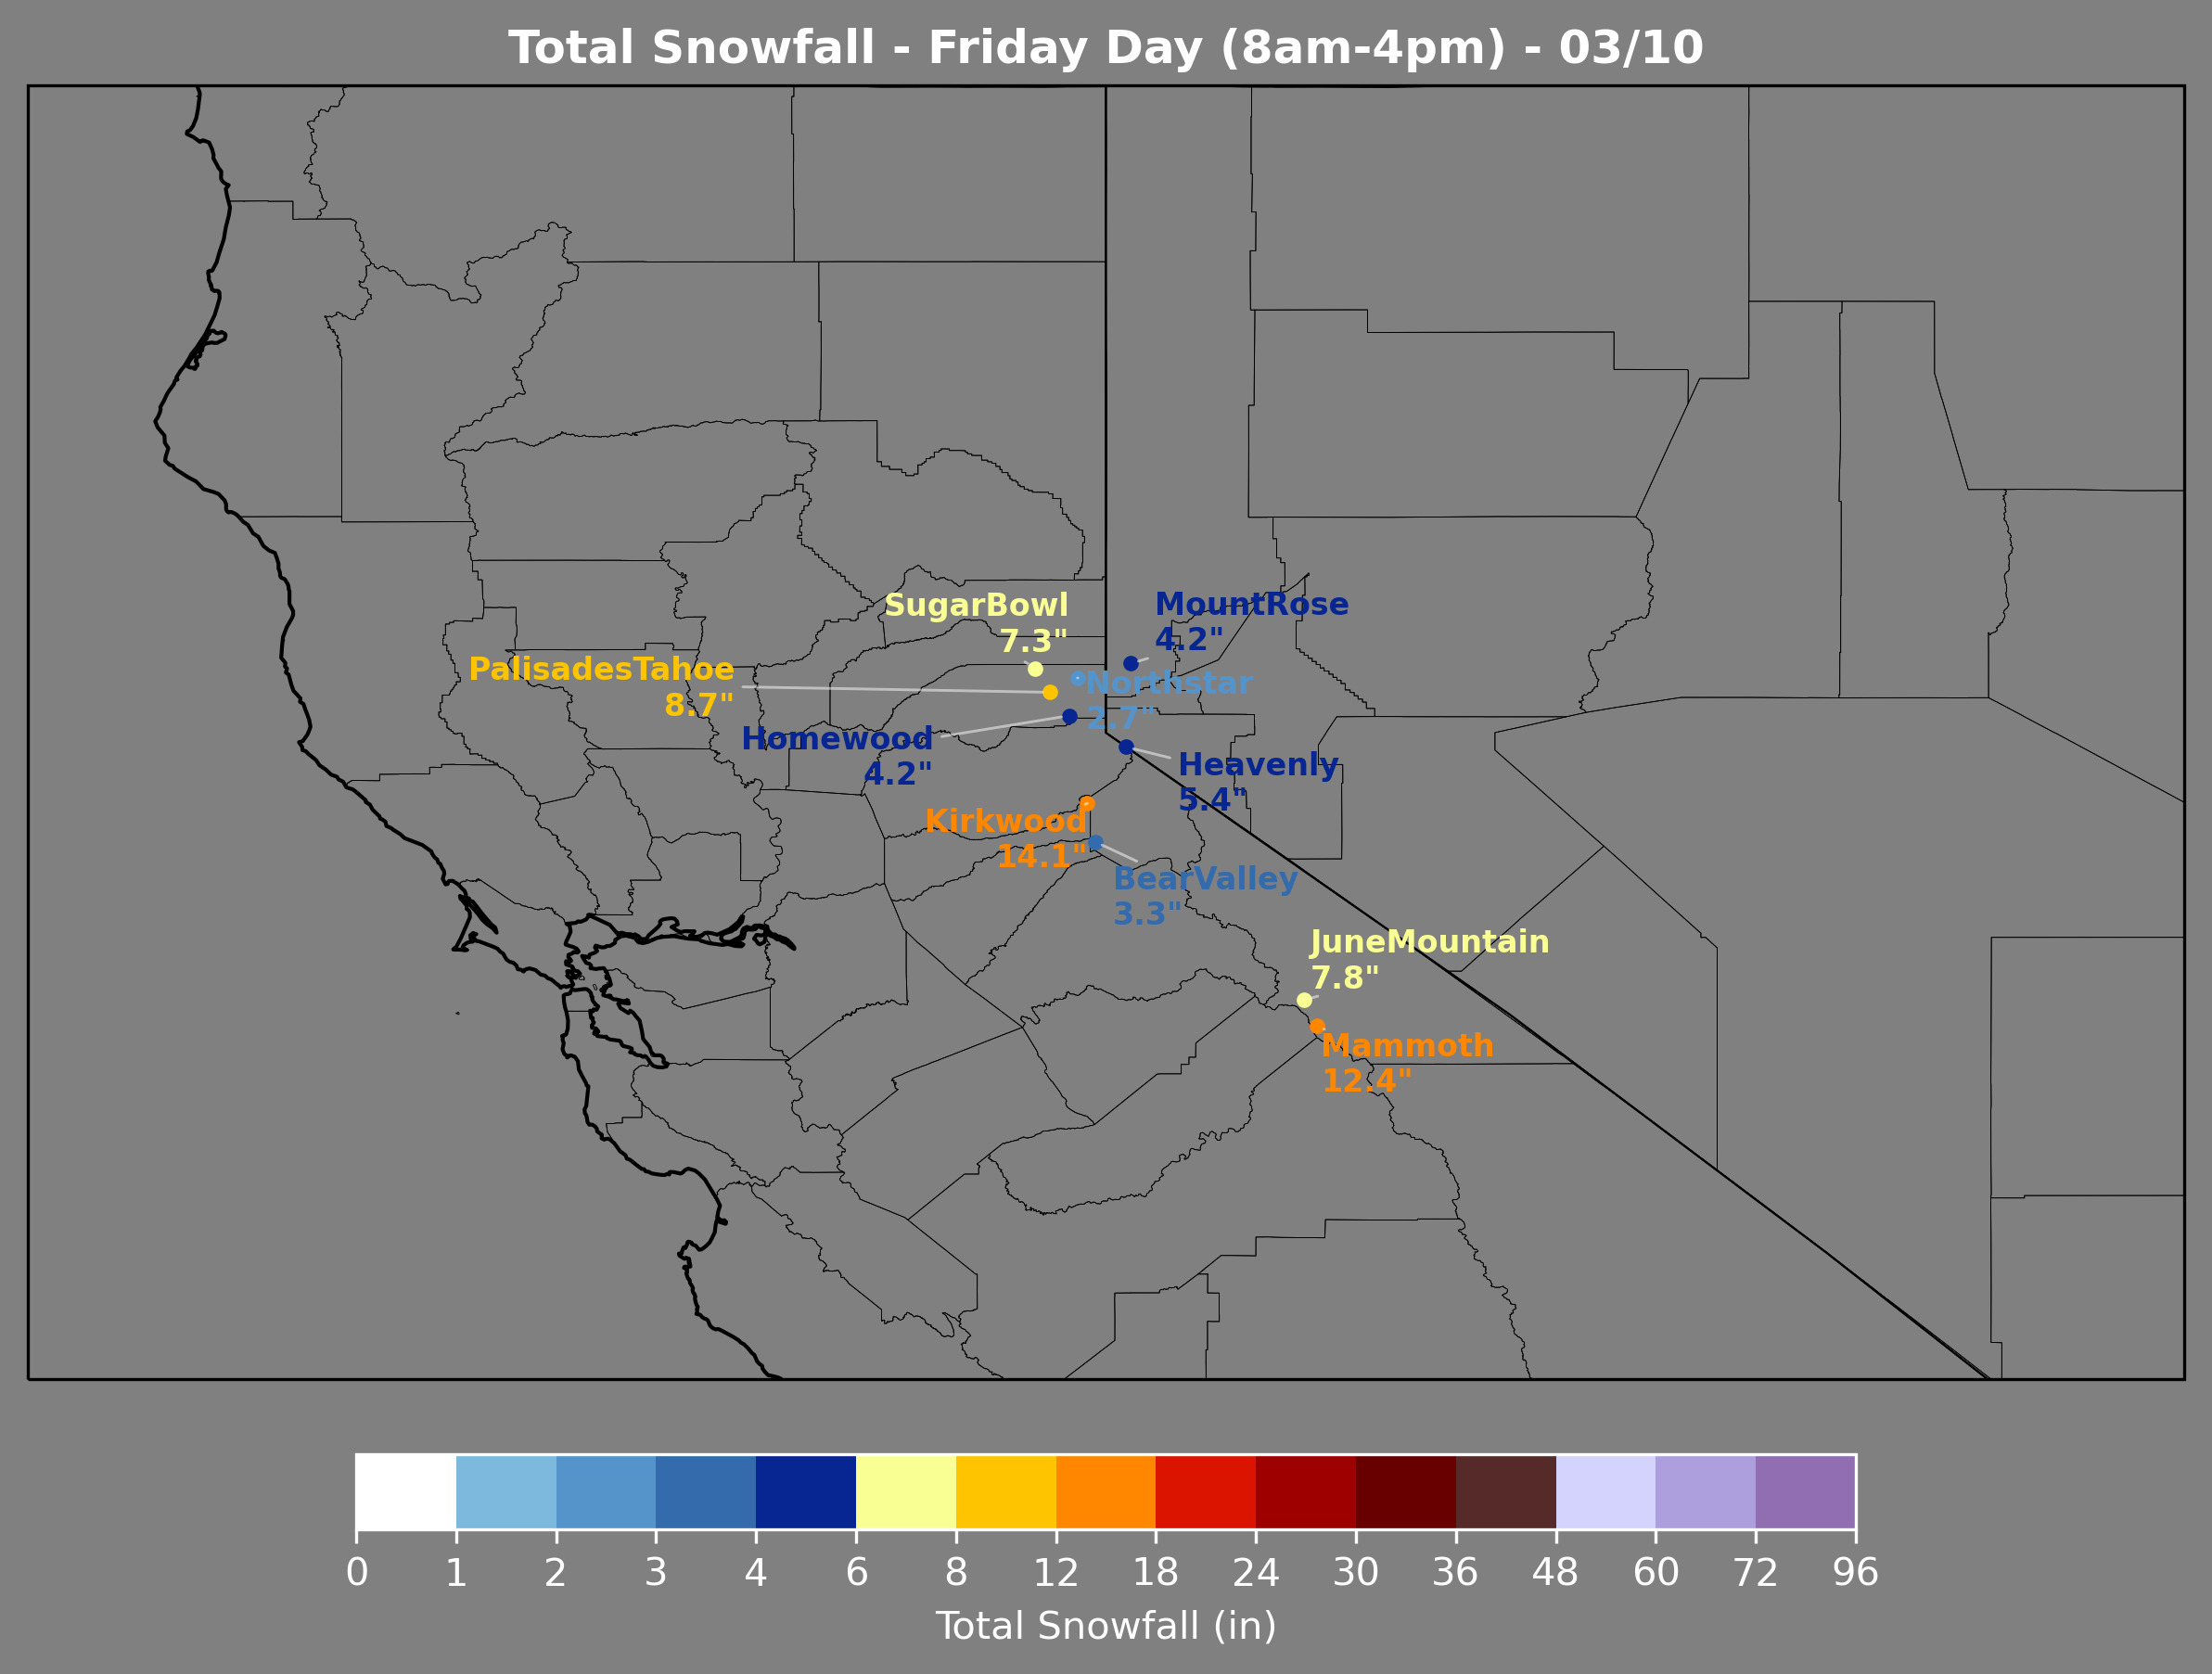 Total Snowfall - Friday Day (8am-4pm) - 03/10
SugarBowl
7.3"
MountRose
4.2"
PalisadesTahoe
8.7"
Northstar
2.7"
Homewood
4.2"
Heavenly
5.4"
Kirkwood
14.1"
BearValley
3.3"
JuneMountain
7.8"
Mammoth
12.4"
0 1 2 3 4 6 8 12 18 24 30 36 48 60 72 96
Total Snowfall (in)